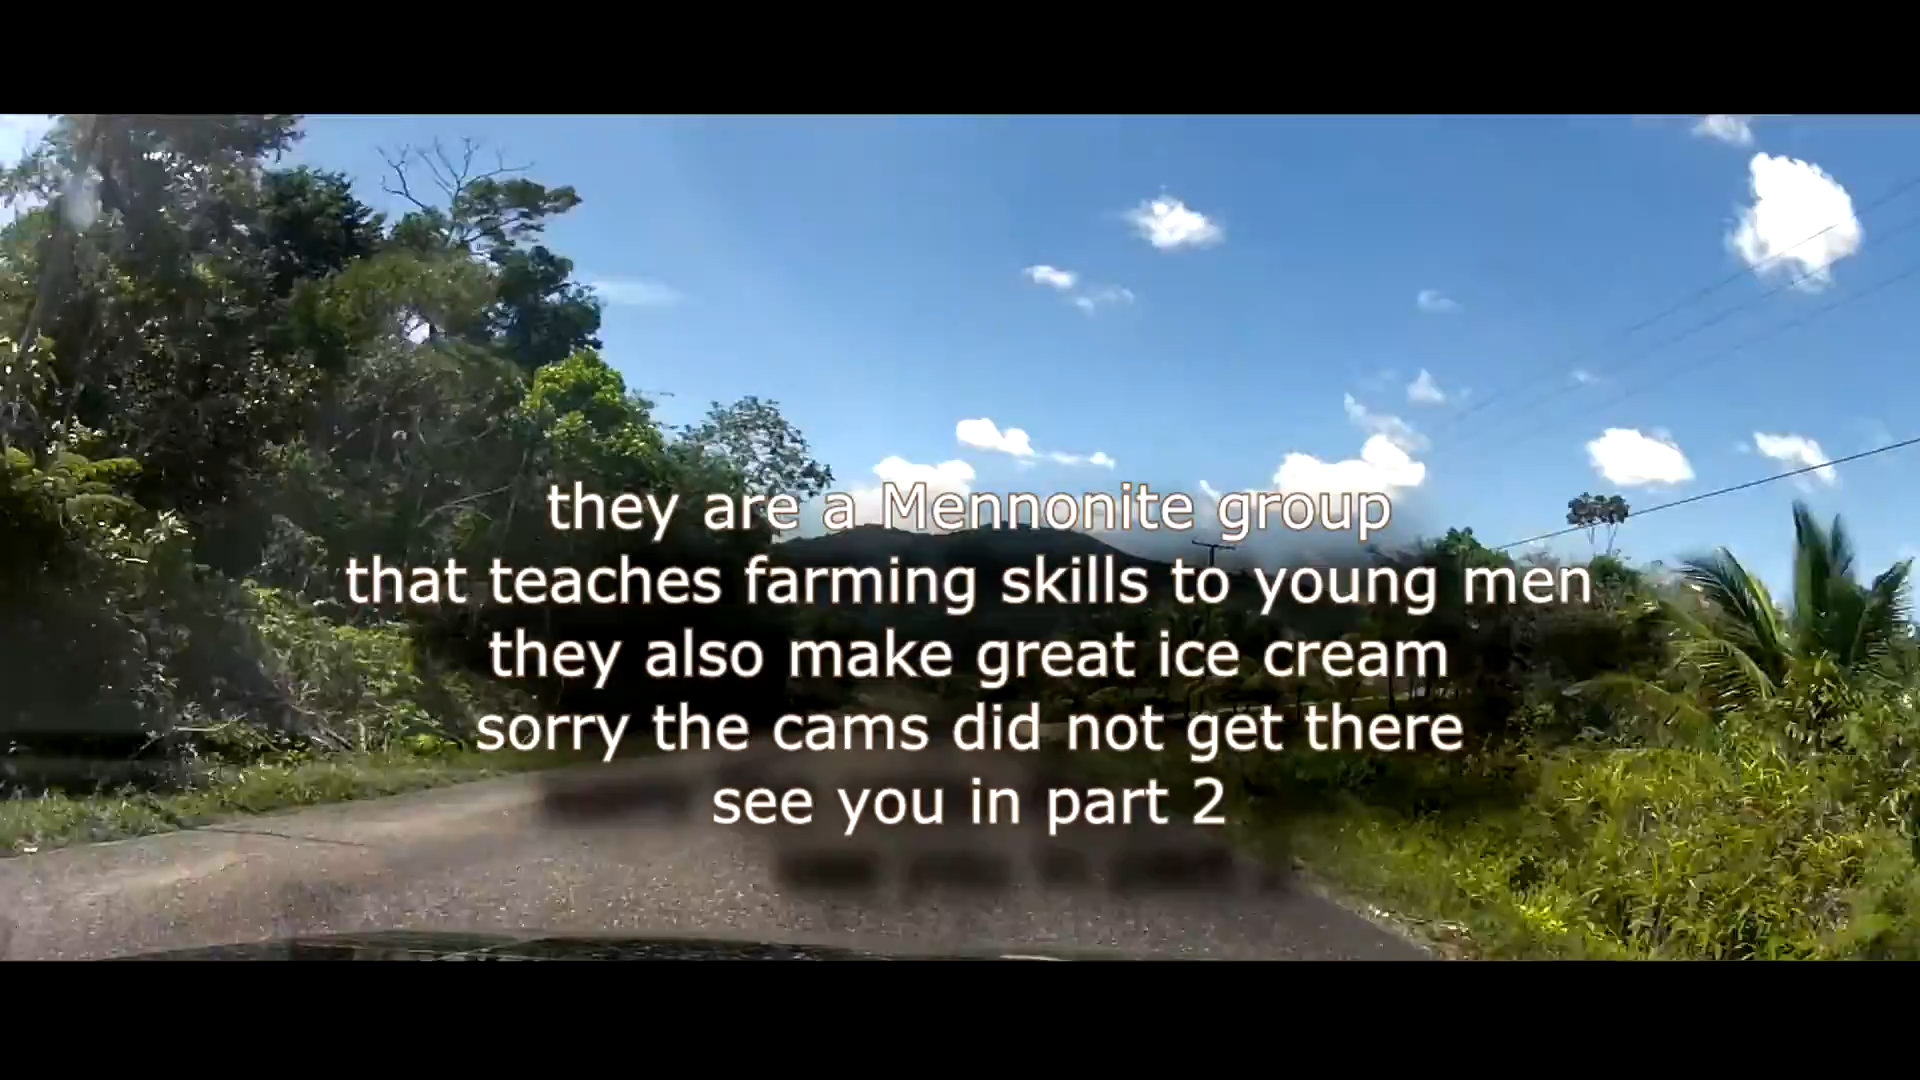 they are a Mennonite group
that teaches farming skills to young men
they also make great ice cream
sorry the cams did not get there
see you in part 2